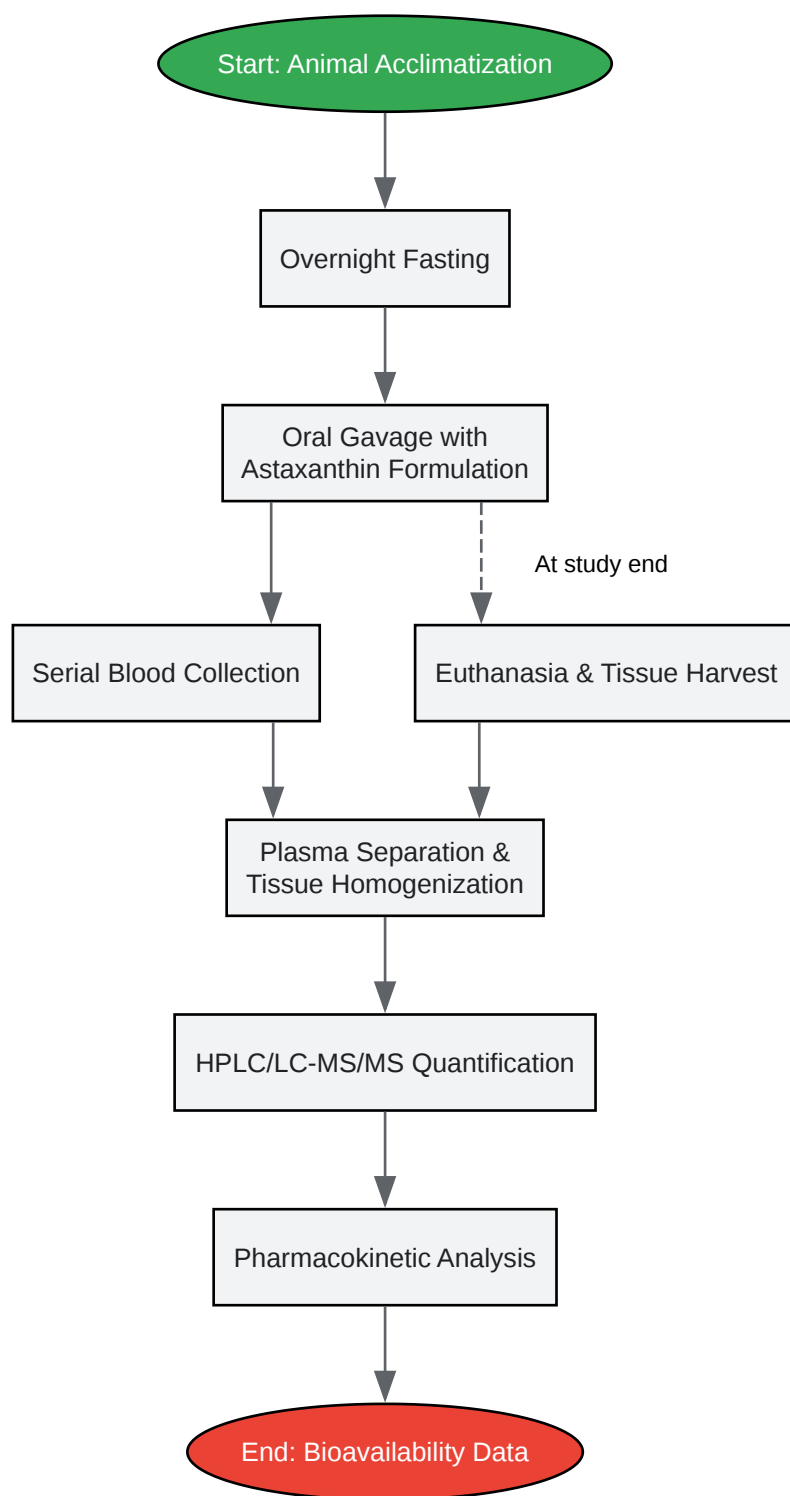 Start: Animal Acclimatization
Overnight Fasting
Oral Gavage with
Astaxanthin Formulation
At study end
Serial Blood Collection
Euthanasia & Tissue Harvest
Plasma Separation &
Tissue Homogenization
HPLC/LC-MS/MS Quantification
Pharmacokinetic Analysis
End: Bioavailability Data